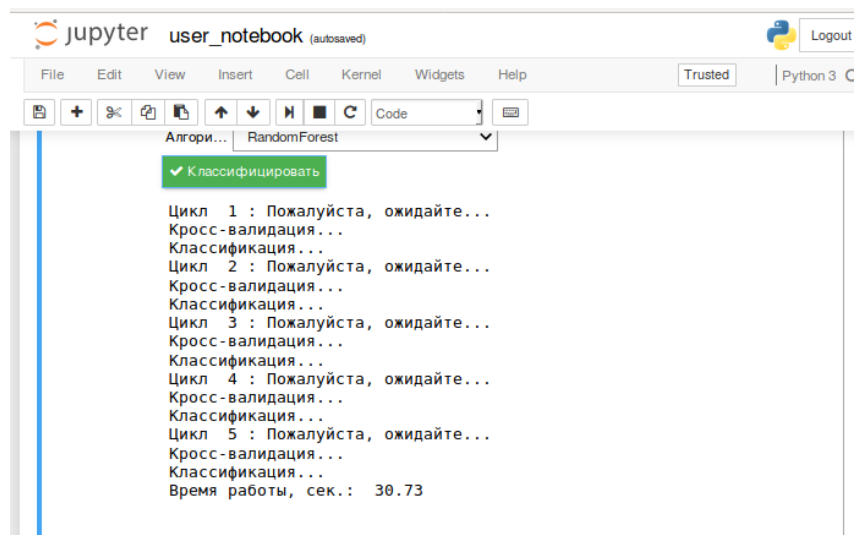 jupyter user_notebook (autosaved) Logout
File Edit View Insert Cell Kernel Widgets Help Trusted Python 3
Code
Алгори... RandomForest
Классифицировать
Цикл 1 : Пожалуйста, ожидайте...
Кросс-валидация...
Классификация...
Цикл 2 : Пожалуйста, ожидайте...
Кросс-валидация...
Классификация...
Цикл 3 : Пожалуйста, ожидайте...
Кросс-валидация...
Классификация...
Цикл 4 : Пожалуйста, ожидайте...
Кросс-валидация...
Классификация...
Цикл 5 : Пожалуйста, ожидайте...
Кросс-валидация...
Классификация...
Время работы, сек.: 30.73